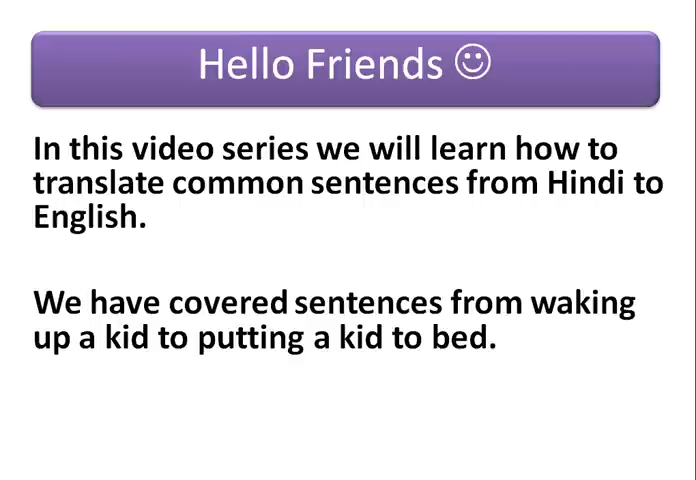 Hello Friends ☺
In this video series we will learn how to
translate common sentences from Hindi to
English.
We have covered sentences from waking
up a kid to putting a kid to bed.